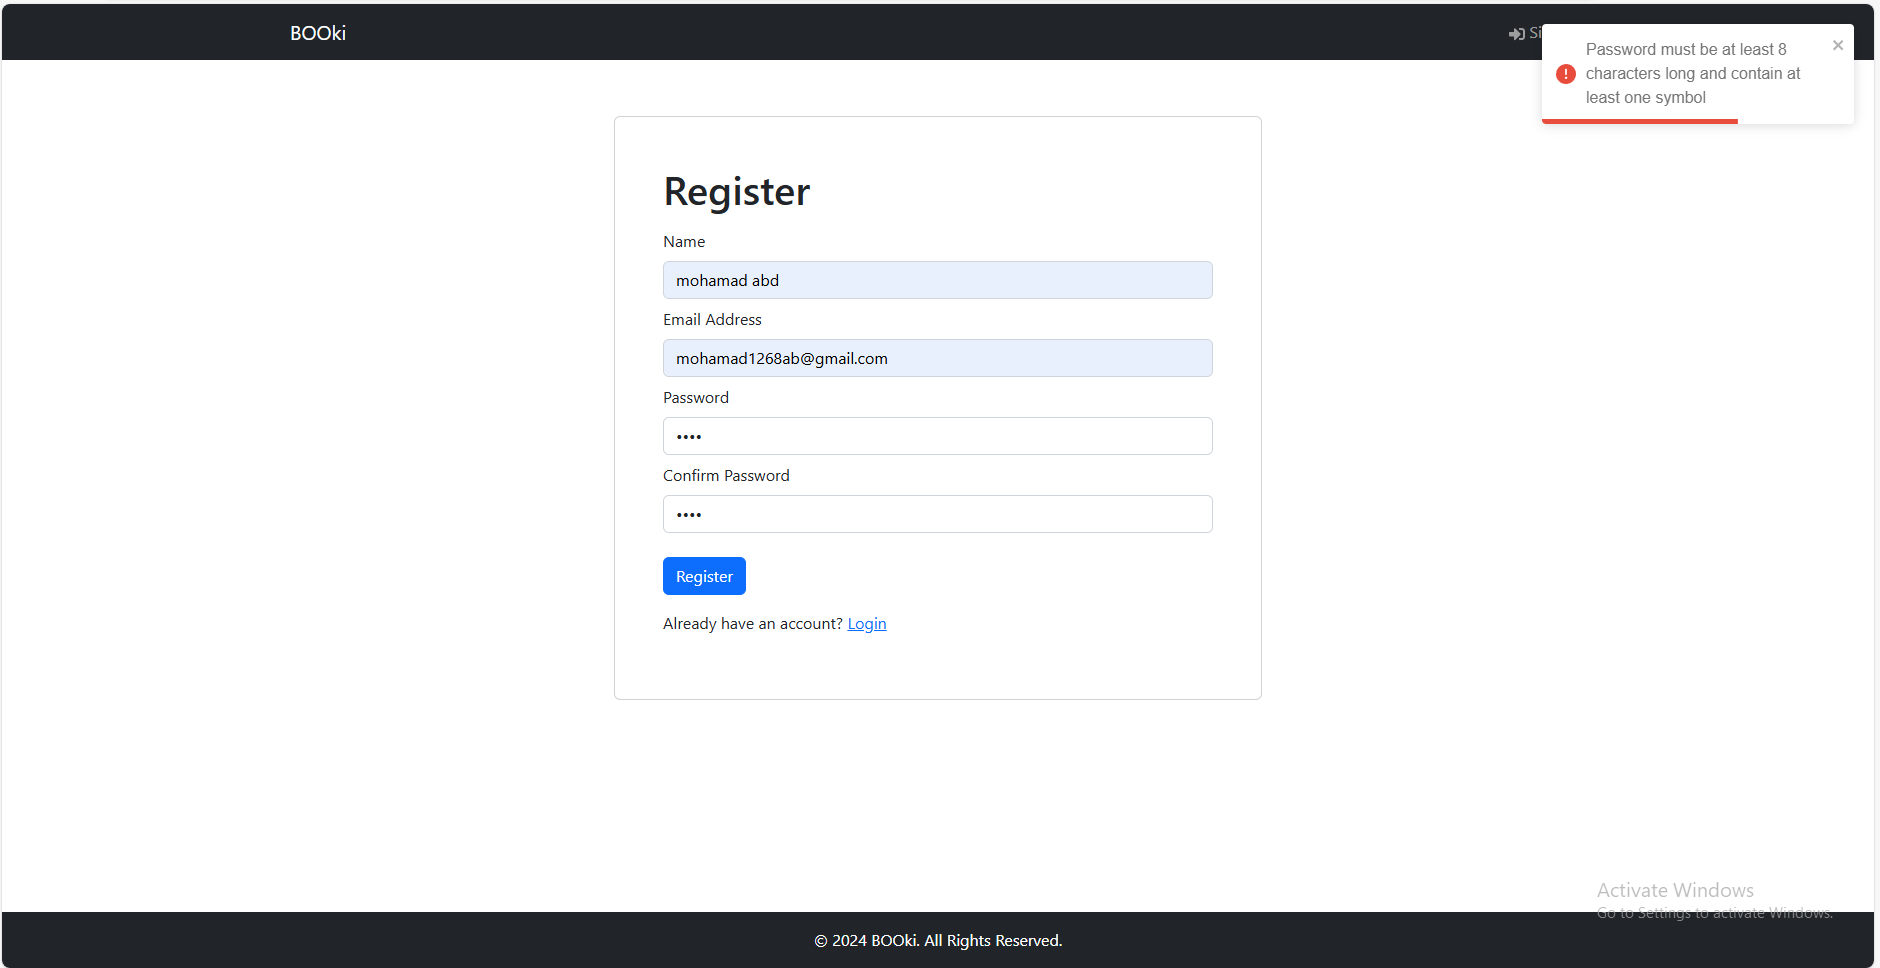 BOOki
Si
Password must be at least 8
characters long and contain at
least one symbol
Register
Name
mohamad abd
Email Address
mohamad1268ab@gmail.com
Password
••••
Confirm Password
••••
Register
Already have an account? Login
Activate Windows
Go to Settings to activate Windows.
© 2024 BOOki. All Rights Reserved.